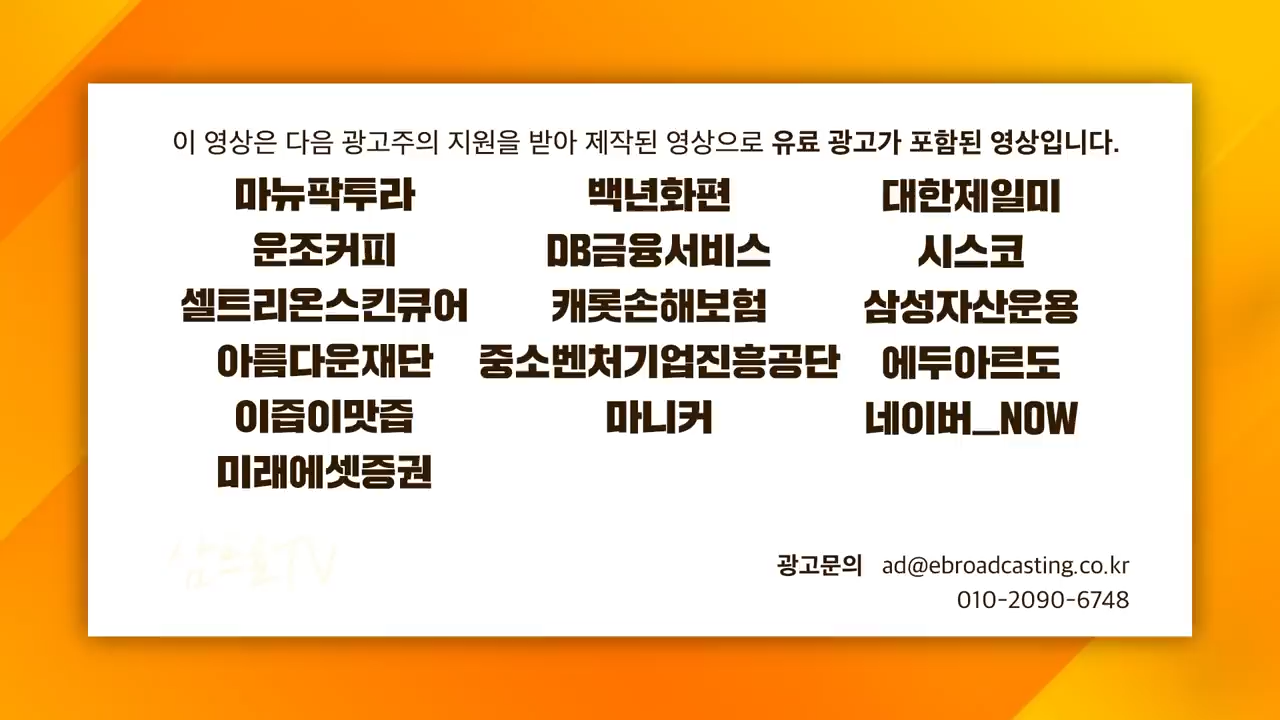 이 영상은 다음 광고주의 지원을 받아 제작된 영상으로 유료 광고가 포함된 영상입니다.
마뉴팍투라 백년화편 대한제일미
운조커피 DB금융서비스 시스코
셀트리온스킨큐어 캐롯손해보험 삼성자산운용
아름다운재단 중소벤처기업진흥공단 에두아르도
이즙이맛즙 마니커 네이버_NOW
미래에셋증권
삼프로TV
광고문의 ad@ebroadcasting.co.kr
010-2090-6748